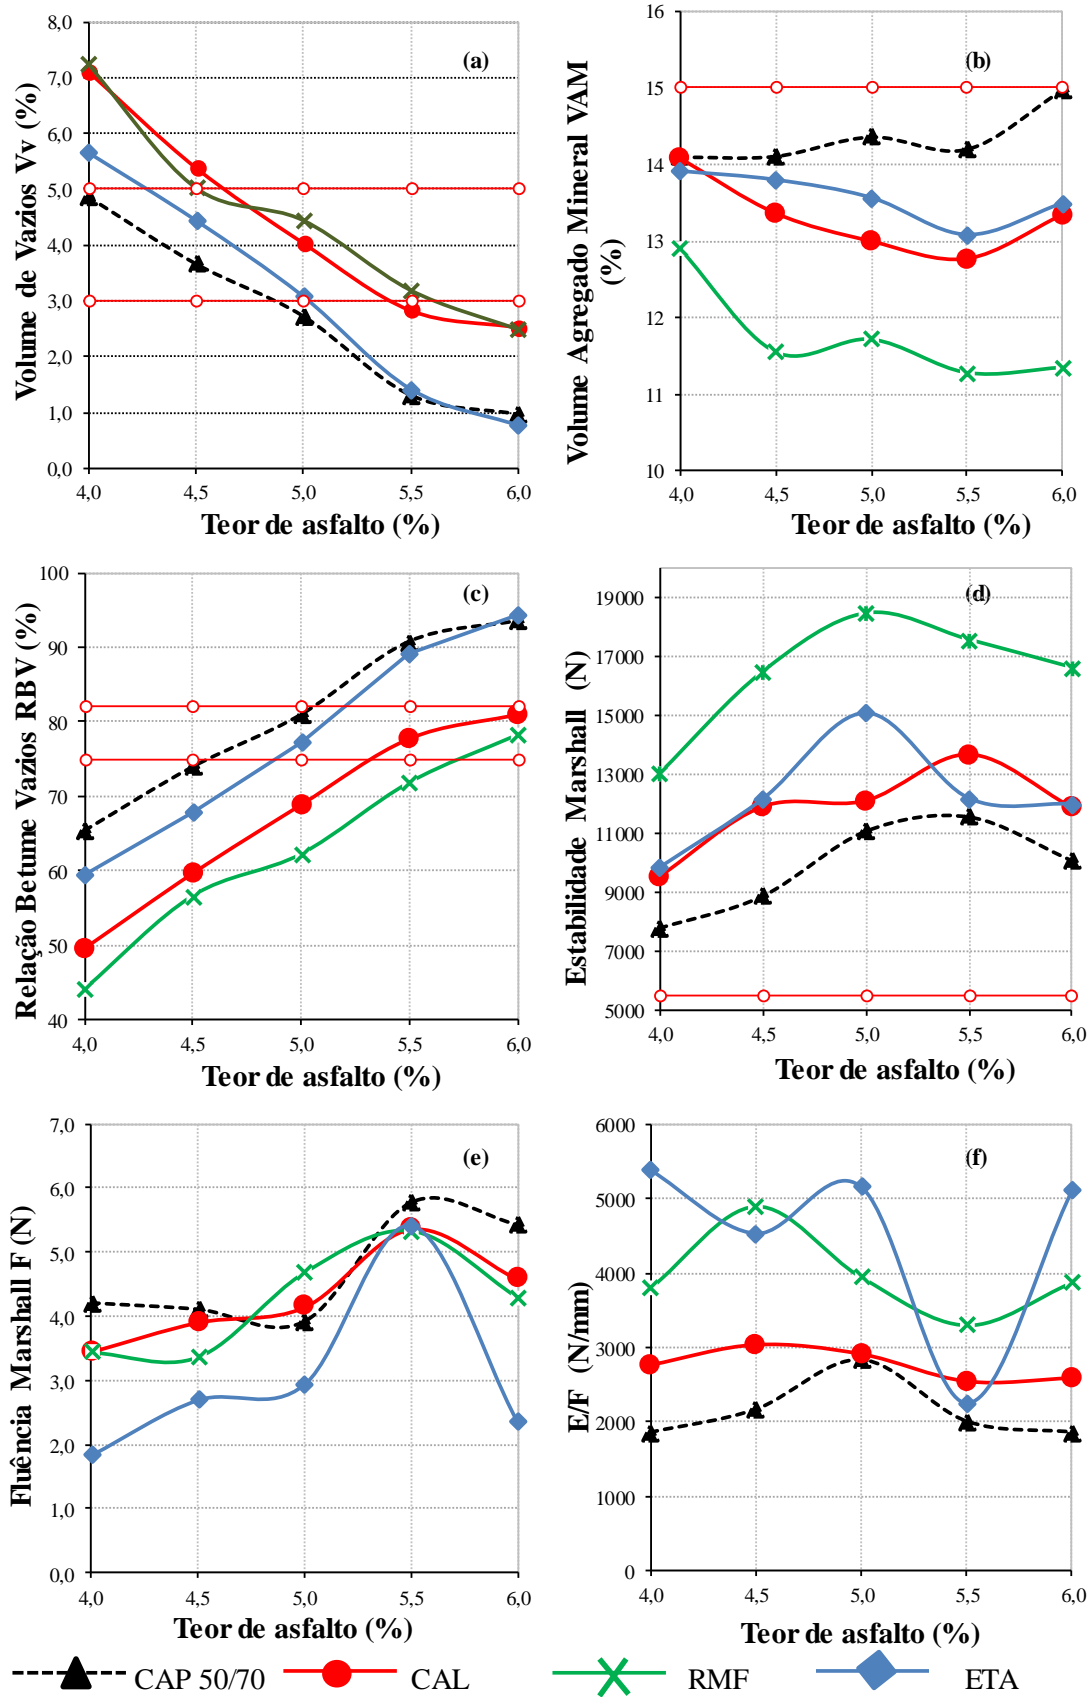 8,0
7,0
6,0
5,0
4,0
3,0
2,0
1,0
0,0
Volume de Vazios Vv (%)
(a)
4,0 4,5 5,0 5,5 6,0
Teor de asfalto (%)
16
15
14
13
12
11
10
Volume Agregado Mineral VAM
(%)
(b)
4,0 4,5 5,0 5,5 6,0
Teor de asfalto (%)
100
90
80
70
60
50
40
Relação Betume Vazios RBV (%)
(c)
4,0 4,5 5,0 5,5 6,0
Teor de asfalto (%)
19000
17000
15000
13000
11000
9000
7000
5000
Estabilidade Marshall (N)
(d)
4,0 4,5 5,0 5,5 6,0
Teor de asfalto (%)
7,0
6,0
5,0
4,0
3,0
2,0
1,0
0,0
Fluência Marshall F (N)
(e)
4,0 4,5 5,0 5,5 6,0
Teor de asfalto (%)
6000
5000
4000
3000
2000
1000
0
E/F (N/mm)
(f)
4,0 4,5 5,0 5,5 6,0
Teor de asfalto (%)
CAP 50/70 CAL RMF ETA